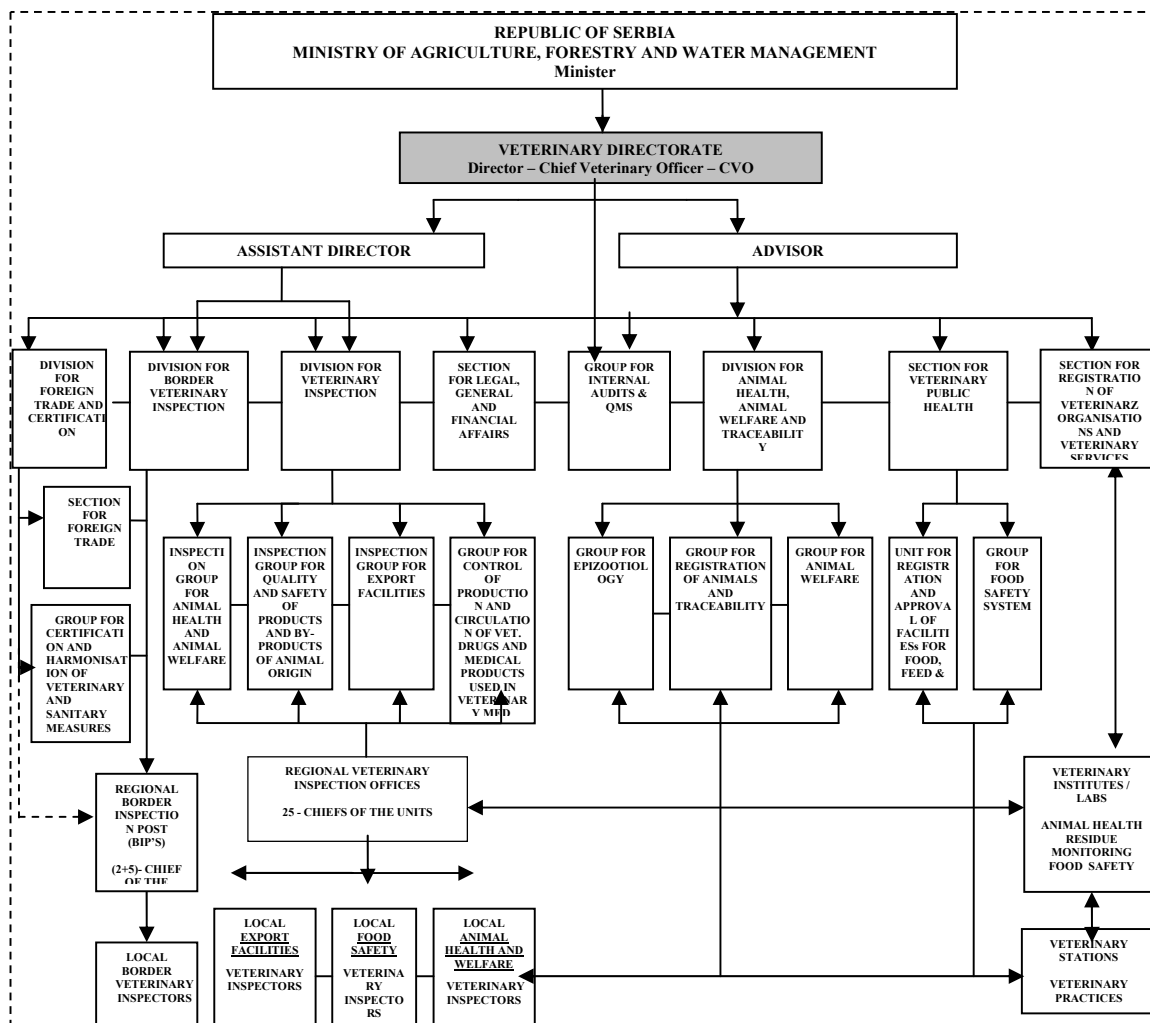 REPUBLIC OF SERBIA
MINISTRY OF AGRICULTURE, FORESTRY AND WATER MANAGEMENT
Minister
VETERINARY DIRECTORATE
Director – Chief Veterinary Officer – CVO
ASSISTANT DIRECTOR
ADVISOR
DIVISION
FOR
FOREIGN
TRADE AND
CERTIFICATI
ON
DIVISION FOR
BORDER
VETERINARY
INSPECTION
DIVISION FOR
VETERINARY
INSPECTION
SECTION
FOR LEGAL,
GENERAL
AND
FINANCIAL
AFFAIRS
GROUP FOR
INTERNAL
AUDITS &
QMS
DIVISION FOR
ANIMAL
HEALTH,
ANIMAL
WELFARE AND
TRACEABILIT
Y
SECTION FOR
VETERINARY
PUBLIC
HEALTH
SECTION FOR
REGISTRATIO
N OF
VETERINARZ
ORGANISATIO
NS AND
VETERINARY
SERVICES
SECTION
FOR
FOREIGN
TRADE
GROUP FOR
CERTIFICATI
ON AND
HARMONISAT
ION OF
VETERINARY
AND
SANITARY
MEASURES
INSPECTI
ON
GROUP
FOR
ANIMAL
HEALTH
AND
ANIMAL
WELFARE
INSPECTION
GROUP FOR
QUALITY
AND SAFETY
OF
PRODUCTS
AND BY-
PRODUCTS
OF ANIMAL
ORIGIN
INSPECTION
GROUP FOR
EXPORT
FACILITIES
GROUP FOR
CONTROL
OF
PRODUCTIO
N AND
CIRCULATIO
N OF VET.
DRUGS AND
MEDICAL
PRODUCTS
USED IN
VETERINAR
Y MED
GROUP FOR
EPIZOOTIOL
OGY
GROUP FOR
REGISTRATION
OF ANIMALS
AND
TRACEABILITY
GROUP FOR
ANIMAL
WELFARE
UNIT FOR
REGISTR
ATION
AND
APPROVA
L OF
FACILITI
ESs FOR
FOOD,
FEED &
GROUP
FOR
FOOD
SAFETY
SYSTEM
REGIONAL
BORDER
INSPECTIO
N POST
(BIP'S)
(2+5)- CHIEF
OF THE
REGIONAL VETERINARY
INSPECTION OFFICES
25 - CHIEFS OF THE UNITS
VETERINARY
INSTITUTES /
LABS
ANIMAL HEALTH
RESIDUE
MONITORING
FOOD SAFETY
LOCAL
BORDER
VETERINARY
INSPECTORS
LOCAL
EXPORT
FACILITIES
VETERINARY
INSPECTORS
LOCAL
FOOD
SAFETY
VETERINA
RY
INSPECTO
RS
LOCAL
ANIMAL
HEALTH AND
WELFARE
VETERINARY
INSPECTORS
VETERINARY
STATIONS
VETERINARY
PRACTICES